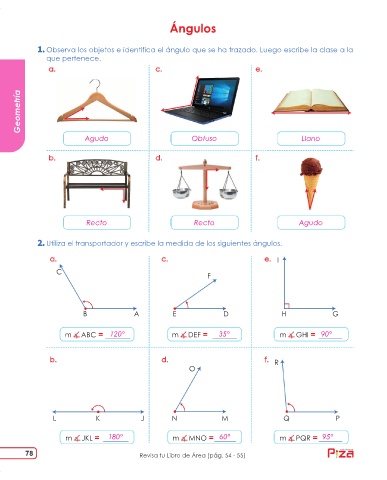 Ángulos
1. Observa los objetos e identifica el ángulo que se ha trazado. Luego escribe la clase a la
que pertenece.
Geometría
a. c. e.
Agudo Obtuso Llano
b. d. f.
Recto Recto Agudo
2. Utiliza el transportador y escribe la medida de los siguientes ángulos.
a. c. e.
C F I
B A E D H G
m∡ABC = 120° m∡DEF = 35° m∡GHI = 90°
b. d. f.
O R
L K J N M Q P
m∡JKL = 180° m∡MNO = 60° m∡PQR = 95°
78 Revisa tu Libro de Área (pág. 54 - 55) Piza